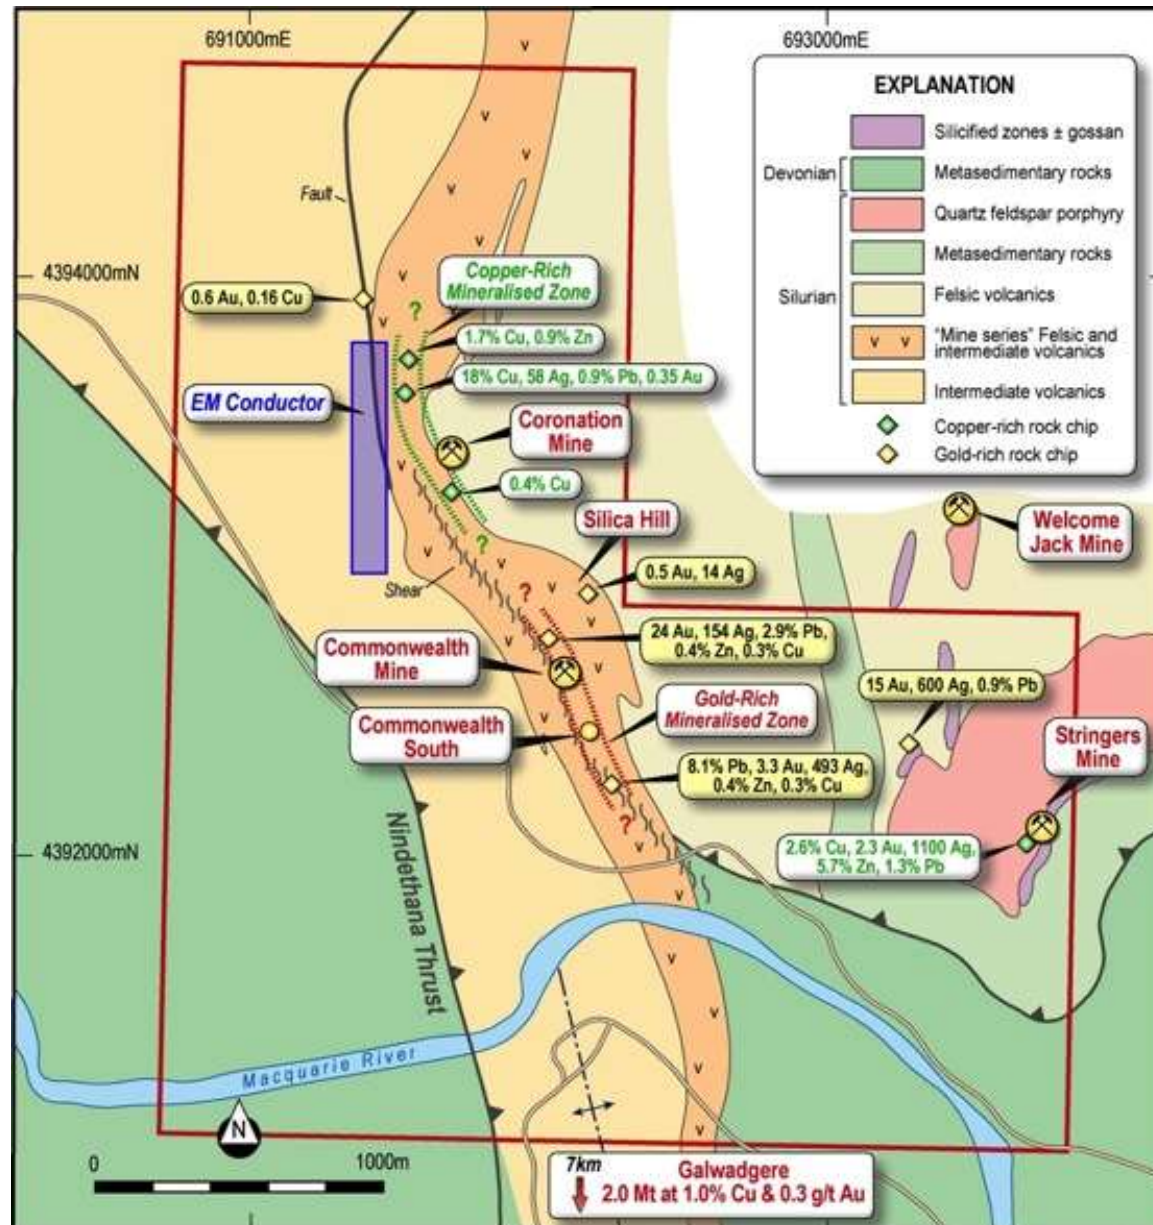 691000mE
693000mE
EXPLANATION
Silicified zones ± gossan
Devonian
Metasedimentary rocks
Quartz feldspar porphyry
Metasedimentary rocks
Silurian
Felsic volcanics
"Mine series" Felsic and
intermediate volcanics
Intermediate volcanics
Copper-rich rock chip
Gold-rich rock chip
Fault
4394000mN
Copper-Rich
Mineralised Zone
0.6 Au, 0.16 Cu
?
1.7% Cu, 0.9% Zn
18% Cu, 58 Ag, 0.9% Pb, 0.35 Au
EM Conductor
Coronation
Mine
0.4% Cu
Silica Hill
Welcome
Jack Mine
?
Shear
0.5 Au, 14 Ag
?
24 Au, 154 Ag, 2.9% Pb,
0.4% Zn, 0.3% Cu
Commonwealth
Mine
15 Au, 600 Ag, 0.9% Pb
Gold-Rich
Mineralised Zone
Commonwealth
South
Stringers
Mine
8.1% Pb, 3.3 Au, 493 Ag,
0.4% Zn, 0.3% Cu
?
4392000mN
2.6% Cu, 2.3 Au, 1100 Ag,
5.7% Zn, 1.3% Pb
Nindethana Thrust
Macquarie River
N
0
1000m
7km
Galwadgere
2.0 Mt at 1.0% Cu & 0.3 g/t Au